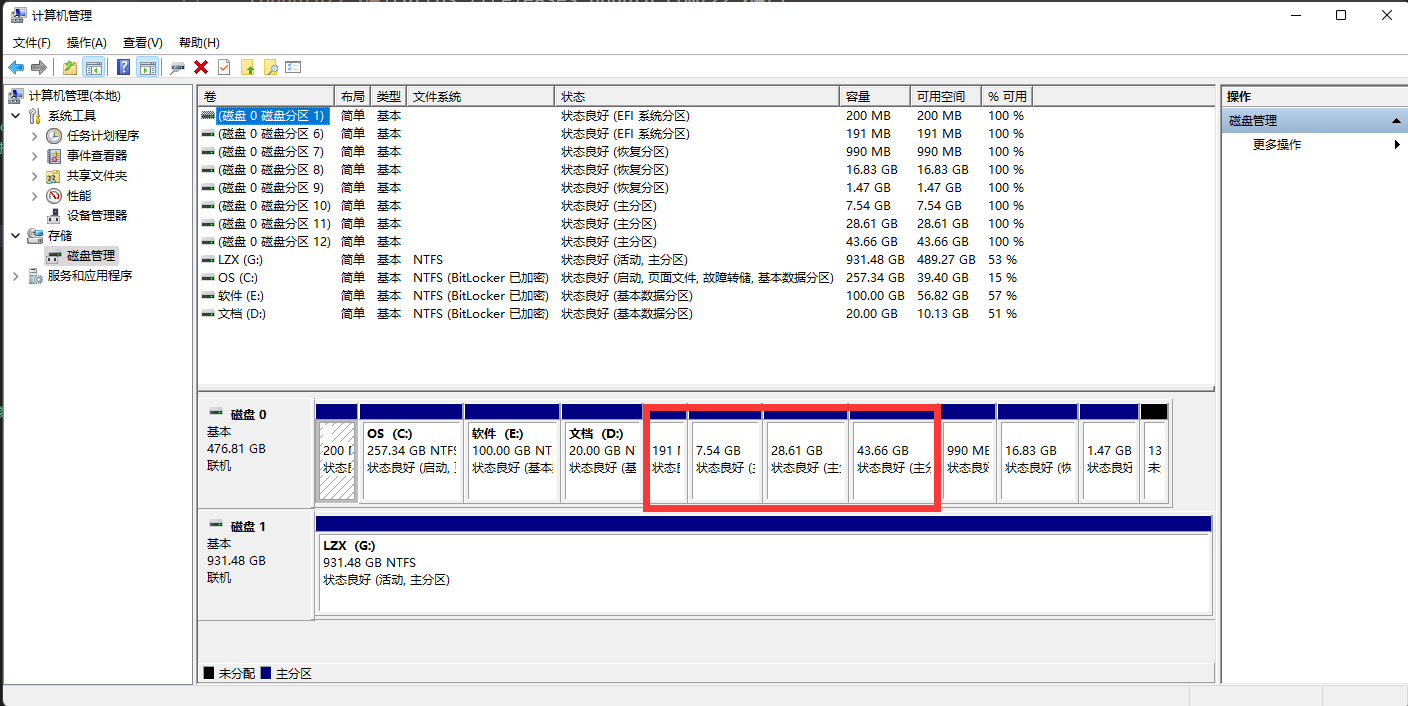 计算机管理
文件(F) 操作(A) 查看(V) 帮助(H)
计算机管理(本地)
系统工具
任务计划程序
事件查看器
共享文件夹
性能
设备管理器
存储
磁盘管理
服务和应用程序
卷 布局 类型 文件系统 状态 容量 可用空间 % 可用
(磁盘 0 磁盘分区 1) 简单 基本 状态良好 (EFI 系统分区) 200 MB 200 MB 100 %
(磁盘 0 磁盘分区 6) 简单 基本 状态良好 (EFI 系统分区) 191 MB 191 MB 100 %
(磁盘 0 磁盘分区 7) 简单 基本 状态良好 (恢复分区) 990 MB 990 MB 100 %
(磁盘 0 磁盘分区 8) 简单 基本 状态良好 (恢复分区) 16.83 GB 16.83 GB 100 %
(磁盘 0 磁盘分区 9) 简单 基本 状态良好 (恢复分区) 1.47 GB 1.47 GB 100 %
(磁盘 0 磁盘分区 10) 简单 基本 状态良好 (主分区) 7.54 GB 7.54 GB 100 %
(磁盘 0 磁盘分区 11) 简单 基本 状态良好 (主分区) 28.61 GB 28.61 GB 100 %
(磁盘 0 磁盘分区 12) 简单 基本 状态良好 (主分区) 43.66 GB 43.66 GB 100 %
LZX (G:) 简单 基本 NTFS 状态良好 (活动, 主分区) 931.48 GB 489.27 GB 53 %
OS (C:) 简单 基本 NTFS (BitLocker 已加密) 状态良好 (启动, 页面文件, 故障转储, 基本数据分区) 257.34 GB 39.40 GB 15 %
软件 (E:) 简单 基本 NTFS (BitLocker 已加密) 状态良好 (基本数据分区) 100.00 GB 56.82 GB 57 %
文档 (D:) 简单 基本 NTFS (BitLocker 已加密) 状态良好 (基本数据分区) 20.00 GB 10.13 GB 51 %
磁盘 0
基本
476.81 GB
联机
200
状态
OS (C:)
257.34 GB NTFS
状态良好 (启动,
软件 (E:)
100.00 GB NT
状态良好 (基本
文档 (D:)
20.00 GB N
状态良好 (基
191
状态
7.54 GB
状态良好 (
28.61 GB
状态良好 (主
43.66 GB
状态良好 (主
990 MB
状态良好
16.83 GB
状态良好 (恢
1.47 GB
状态良好
13
未
磁盘 1
基本
931.48 GB
联机
LZX (G:)
931.48 GB NTFS
状态良好 (活动, 主分区)
未分配 主分区
操作
磁盘管理
更多操作